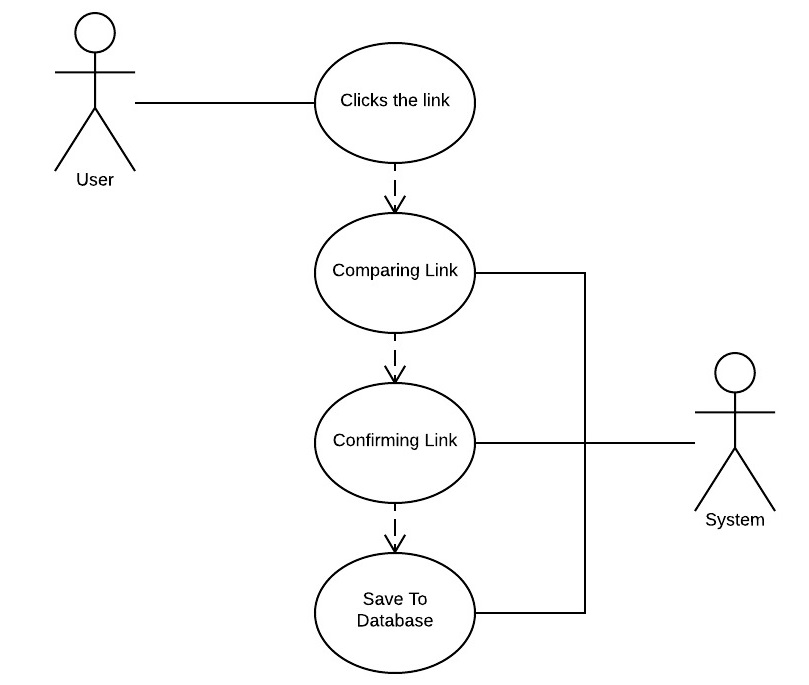 Clicks the link
User
Comparing Link
Confirming Link
System
Save To
Database